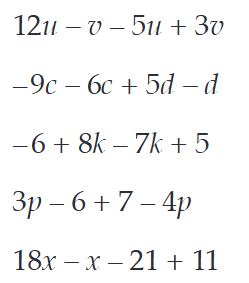 12u – v – 5u + 3v
–9c – 6c + 5d – d
–6 + 8k – 7k + 5
3p – 6 + 7 – 4p
18x – x – 21 + 11